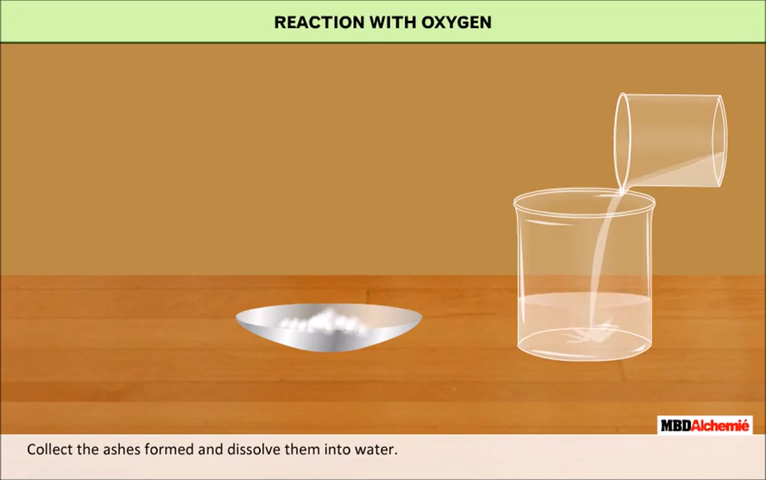 REACTION WITH OXYGEN
MBDAlchemié
Collect the ashes formed and dissolve them into water.